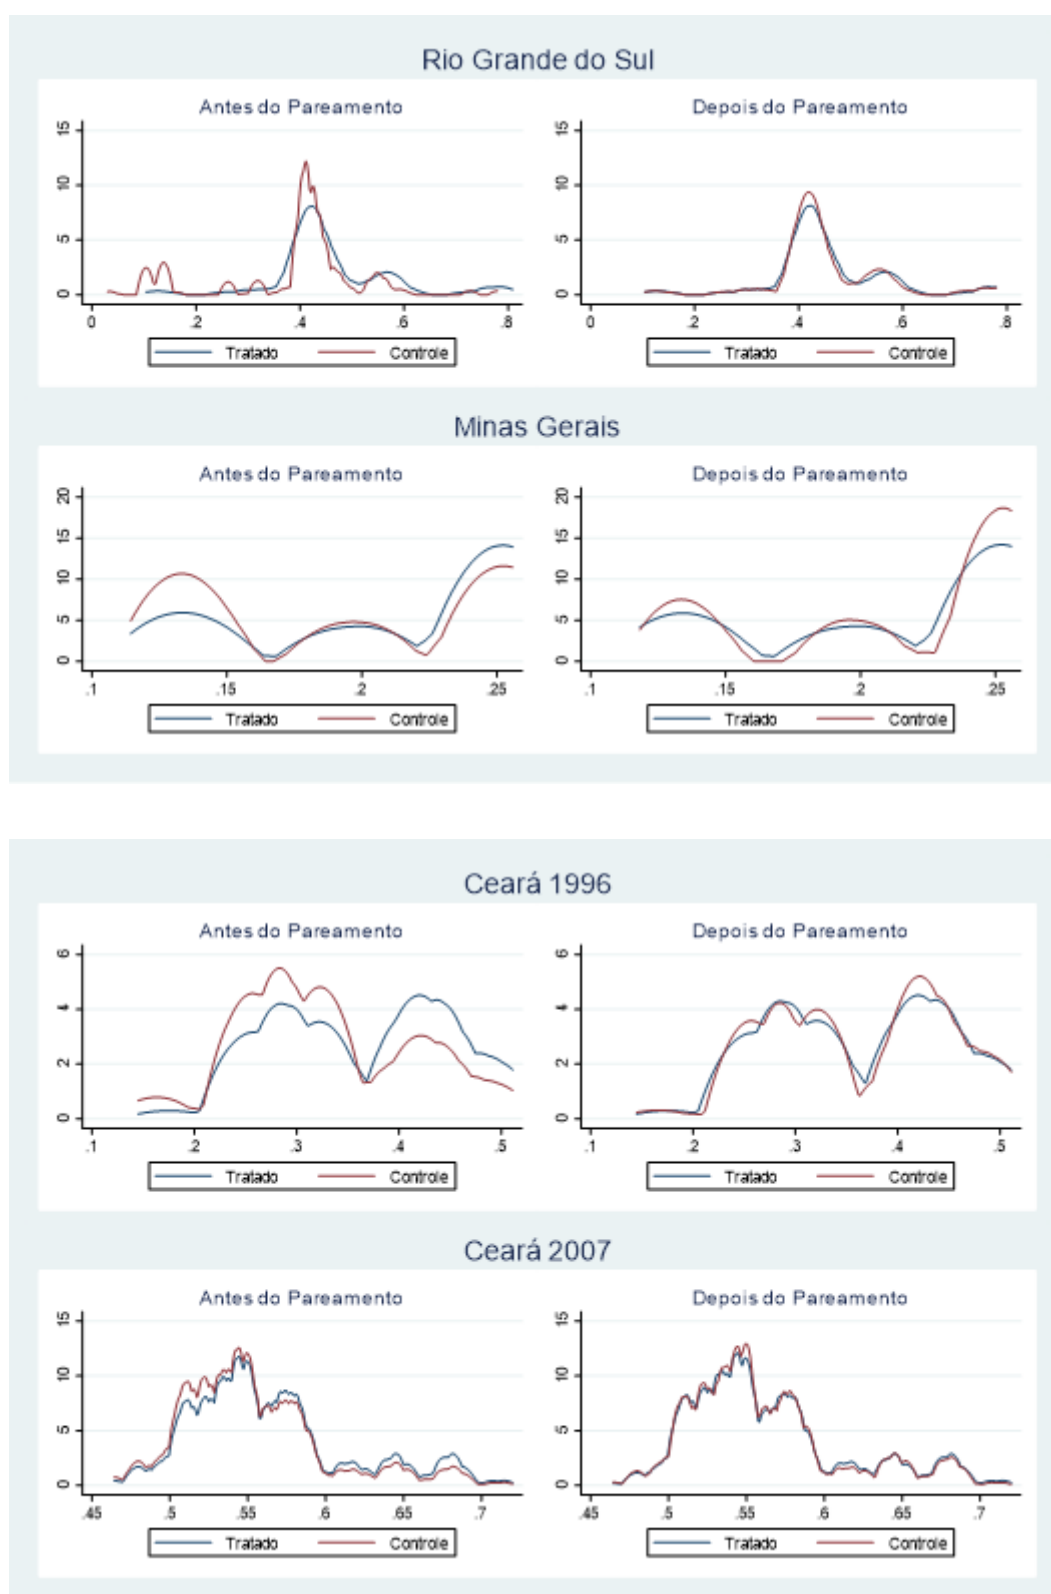 Rio Grande do Sul
Antes do Pareamento
15
10
5
0
0 .2 .4 .6 .8
Tratado Controle
Depois do Pareamento
15
10
5
0
0 .2 .4 .6 .8
Tratado Controle
Minas Gerais
Antes do Pareamento
20
15
10
5
0
.1 .15 .2 .25
Tratado Controle
Depois do Pareamento
20
15
10
5
0
.1 .15 .2 .25
Tratado Controle
Ceará 1996
Antes do Pareamento
6
4
2
0
.1 .2 .3 .4 .5
Tratado Controle
Depois do Pareamento
6
4
2
0
.1 .2 .3 .4 .5
Tratado Controle
Ceará 2007
Antes do Pareamento
15
10
5
0
.45 .5 .55 .6 .65 .7
Tratado Controle
Depois do Pareamento
15
10
5
0
.45 .5 .55 .6 .65 .7
Tratado Controle